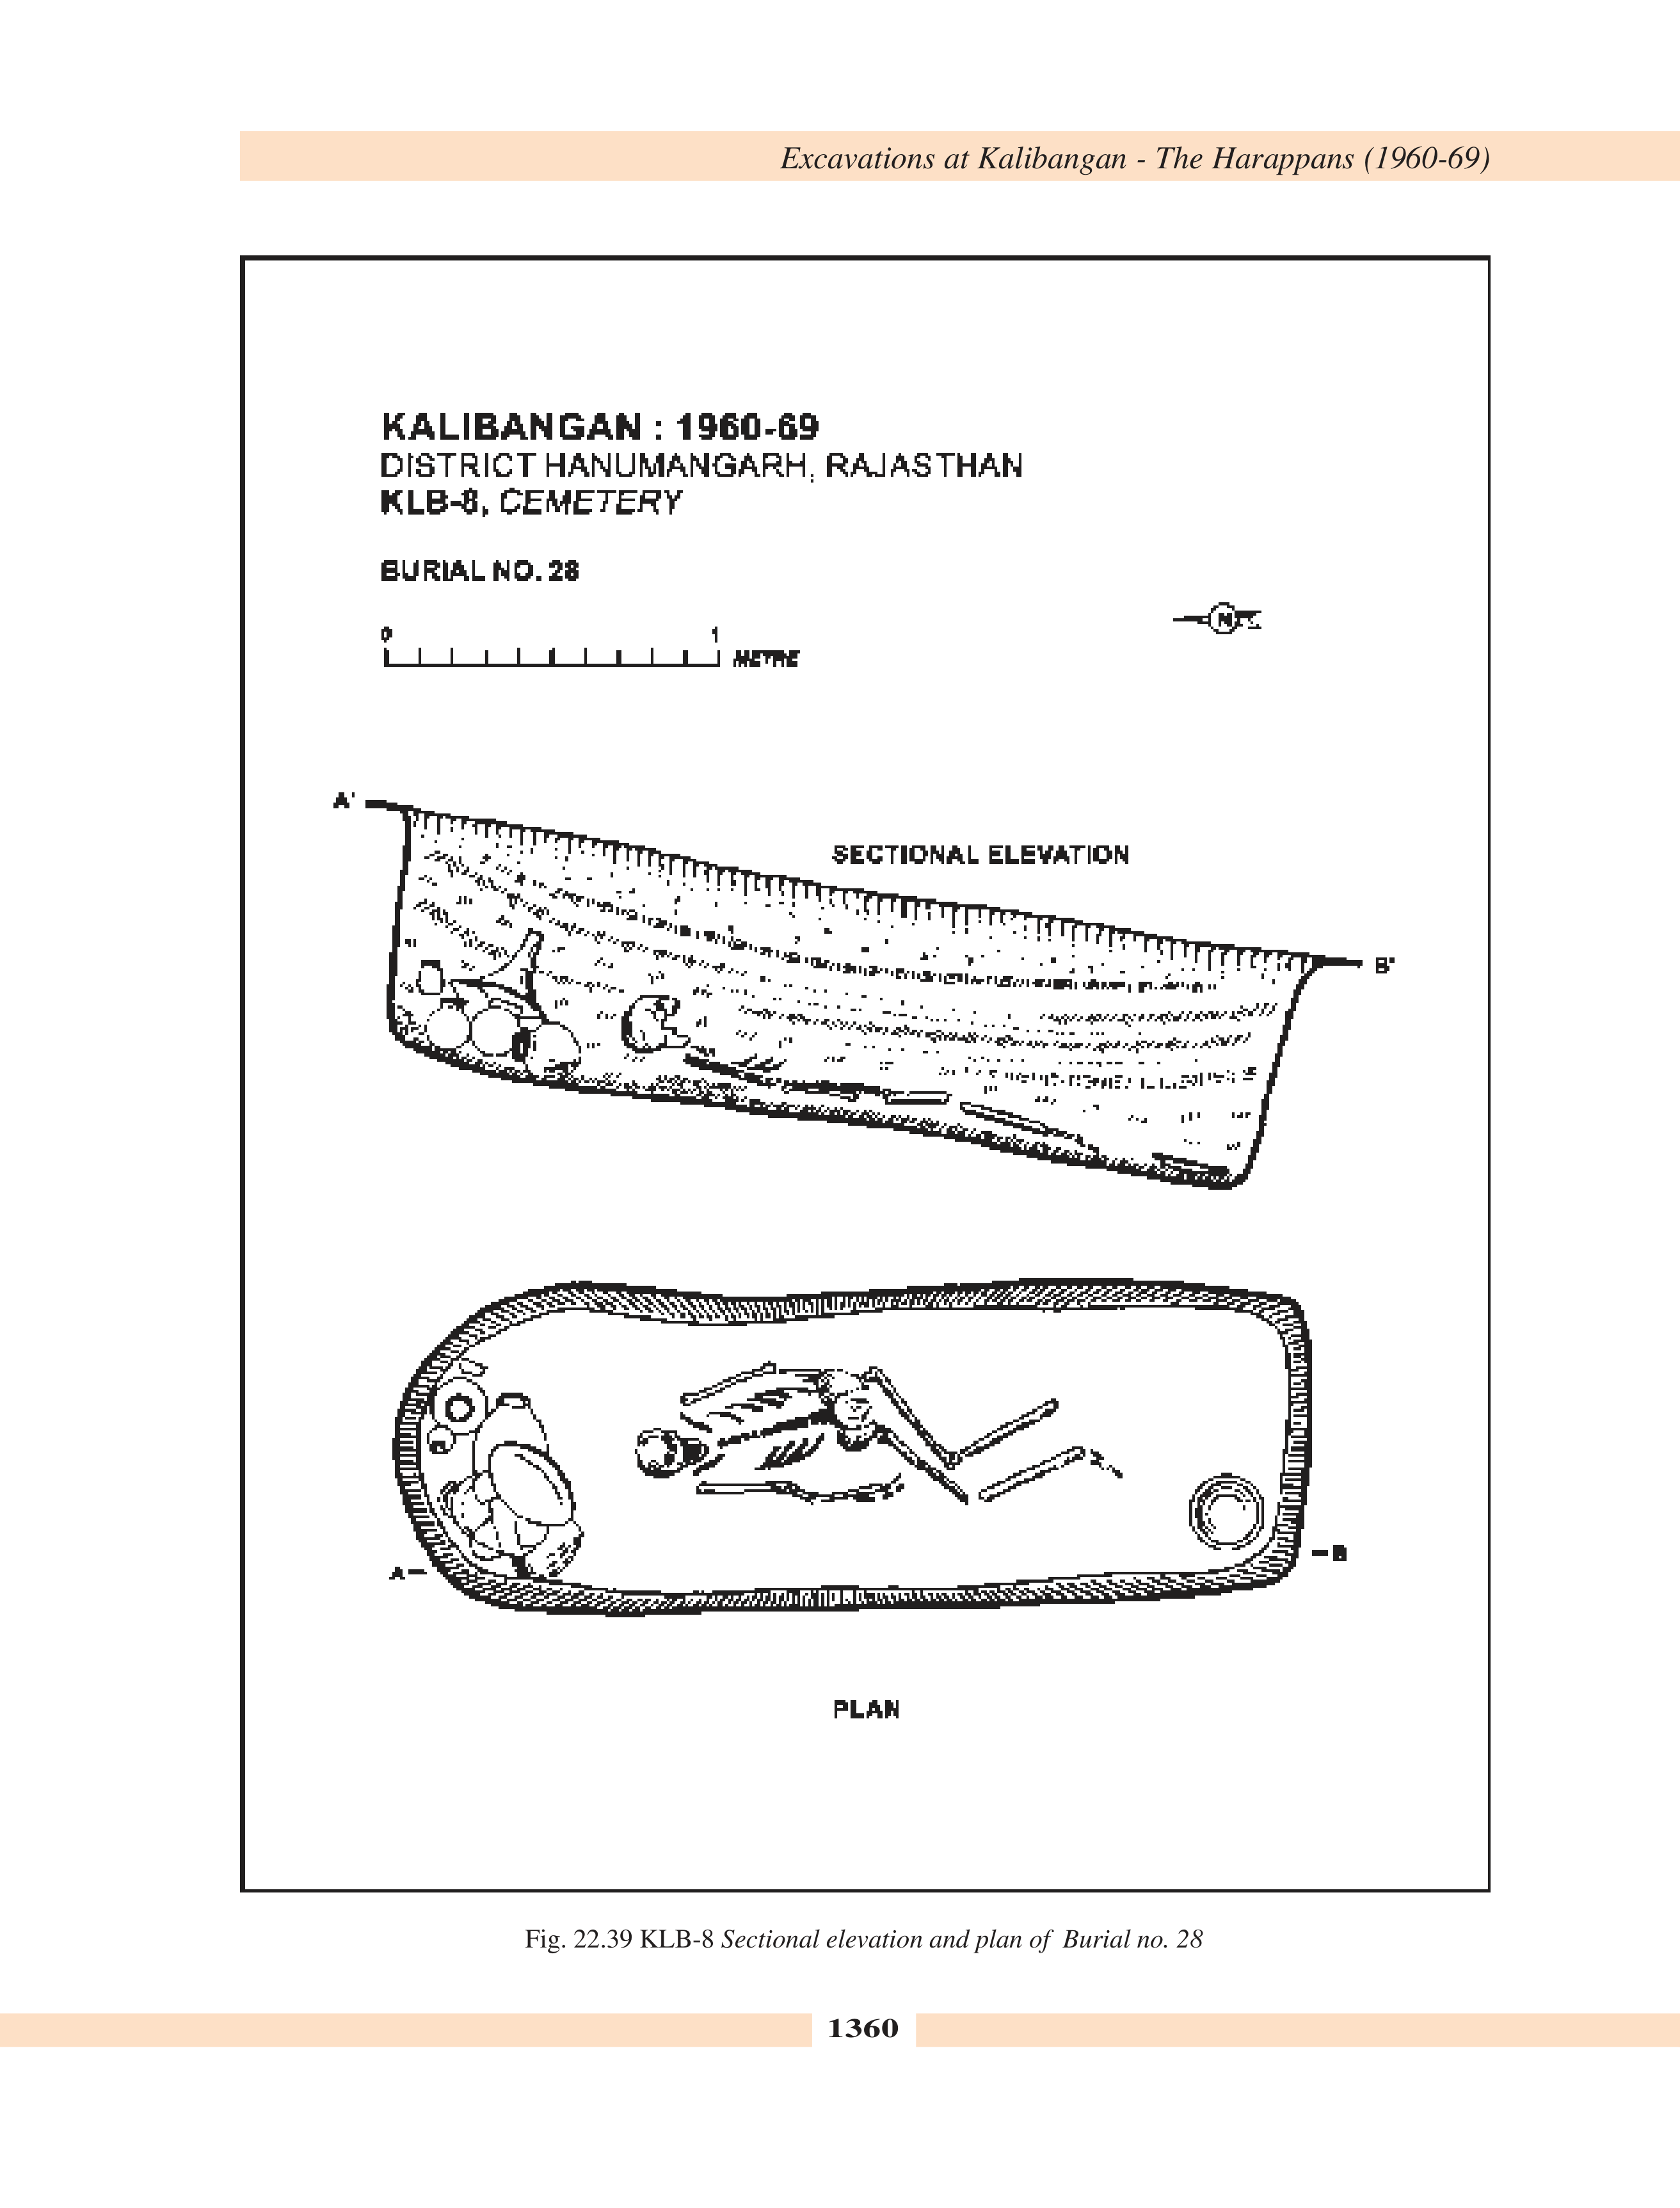 Excavations at Kalibangan - The Harappans (1960-69)
KALIBANGAN : 1960-69
DISTRICT HANUMANGARH, RAJASTHAN
KLB-8, CEMETERY
BURIAL NO. 28
N
0 1
METRE
A'
SECTIONAL ELEVATION
B'
A
B
PLAN
Fig. 22.39 KLB-8 Sectional elevation and plan of Burial no. 28
1360